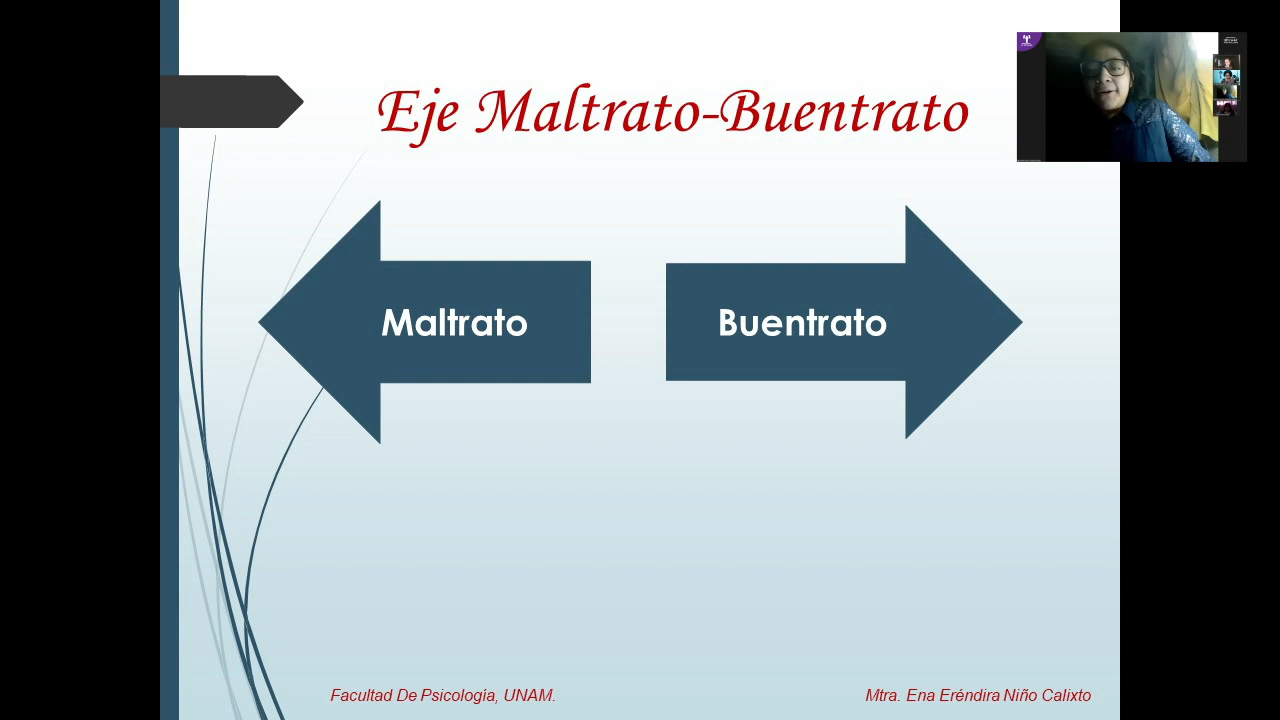 Eje Maltrato-Buentrato
Maltrato
Buentrato
Facultad De Psicología, UNAM.
Mtra. Ena Eréndira Niño Calixto